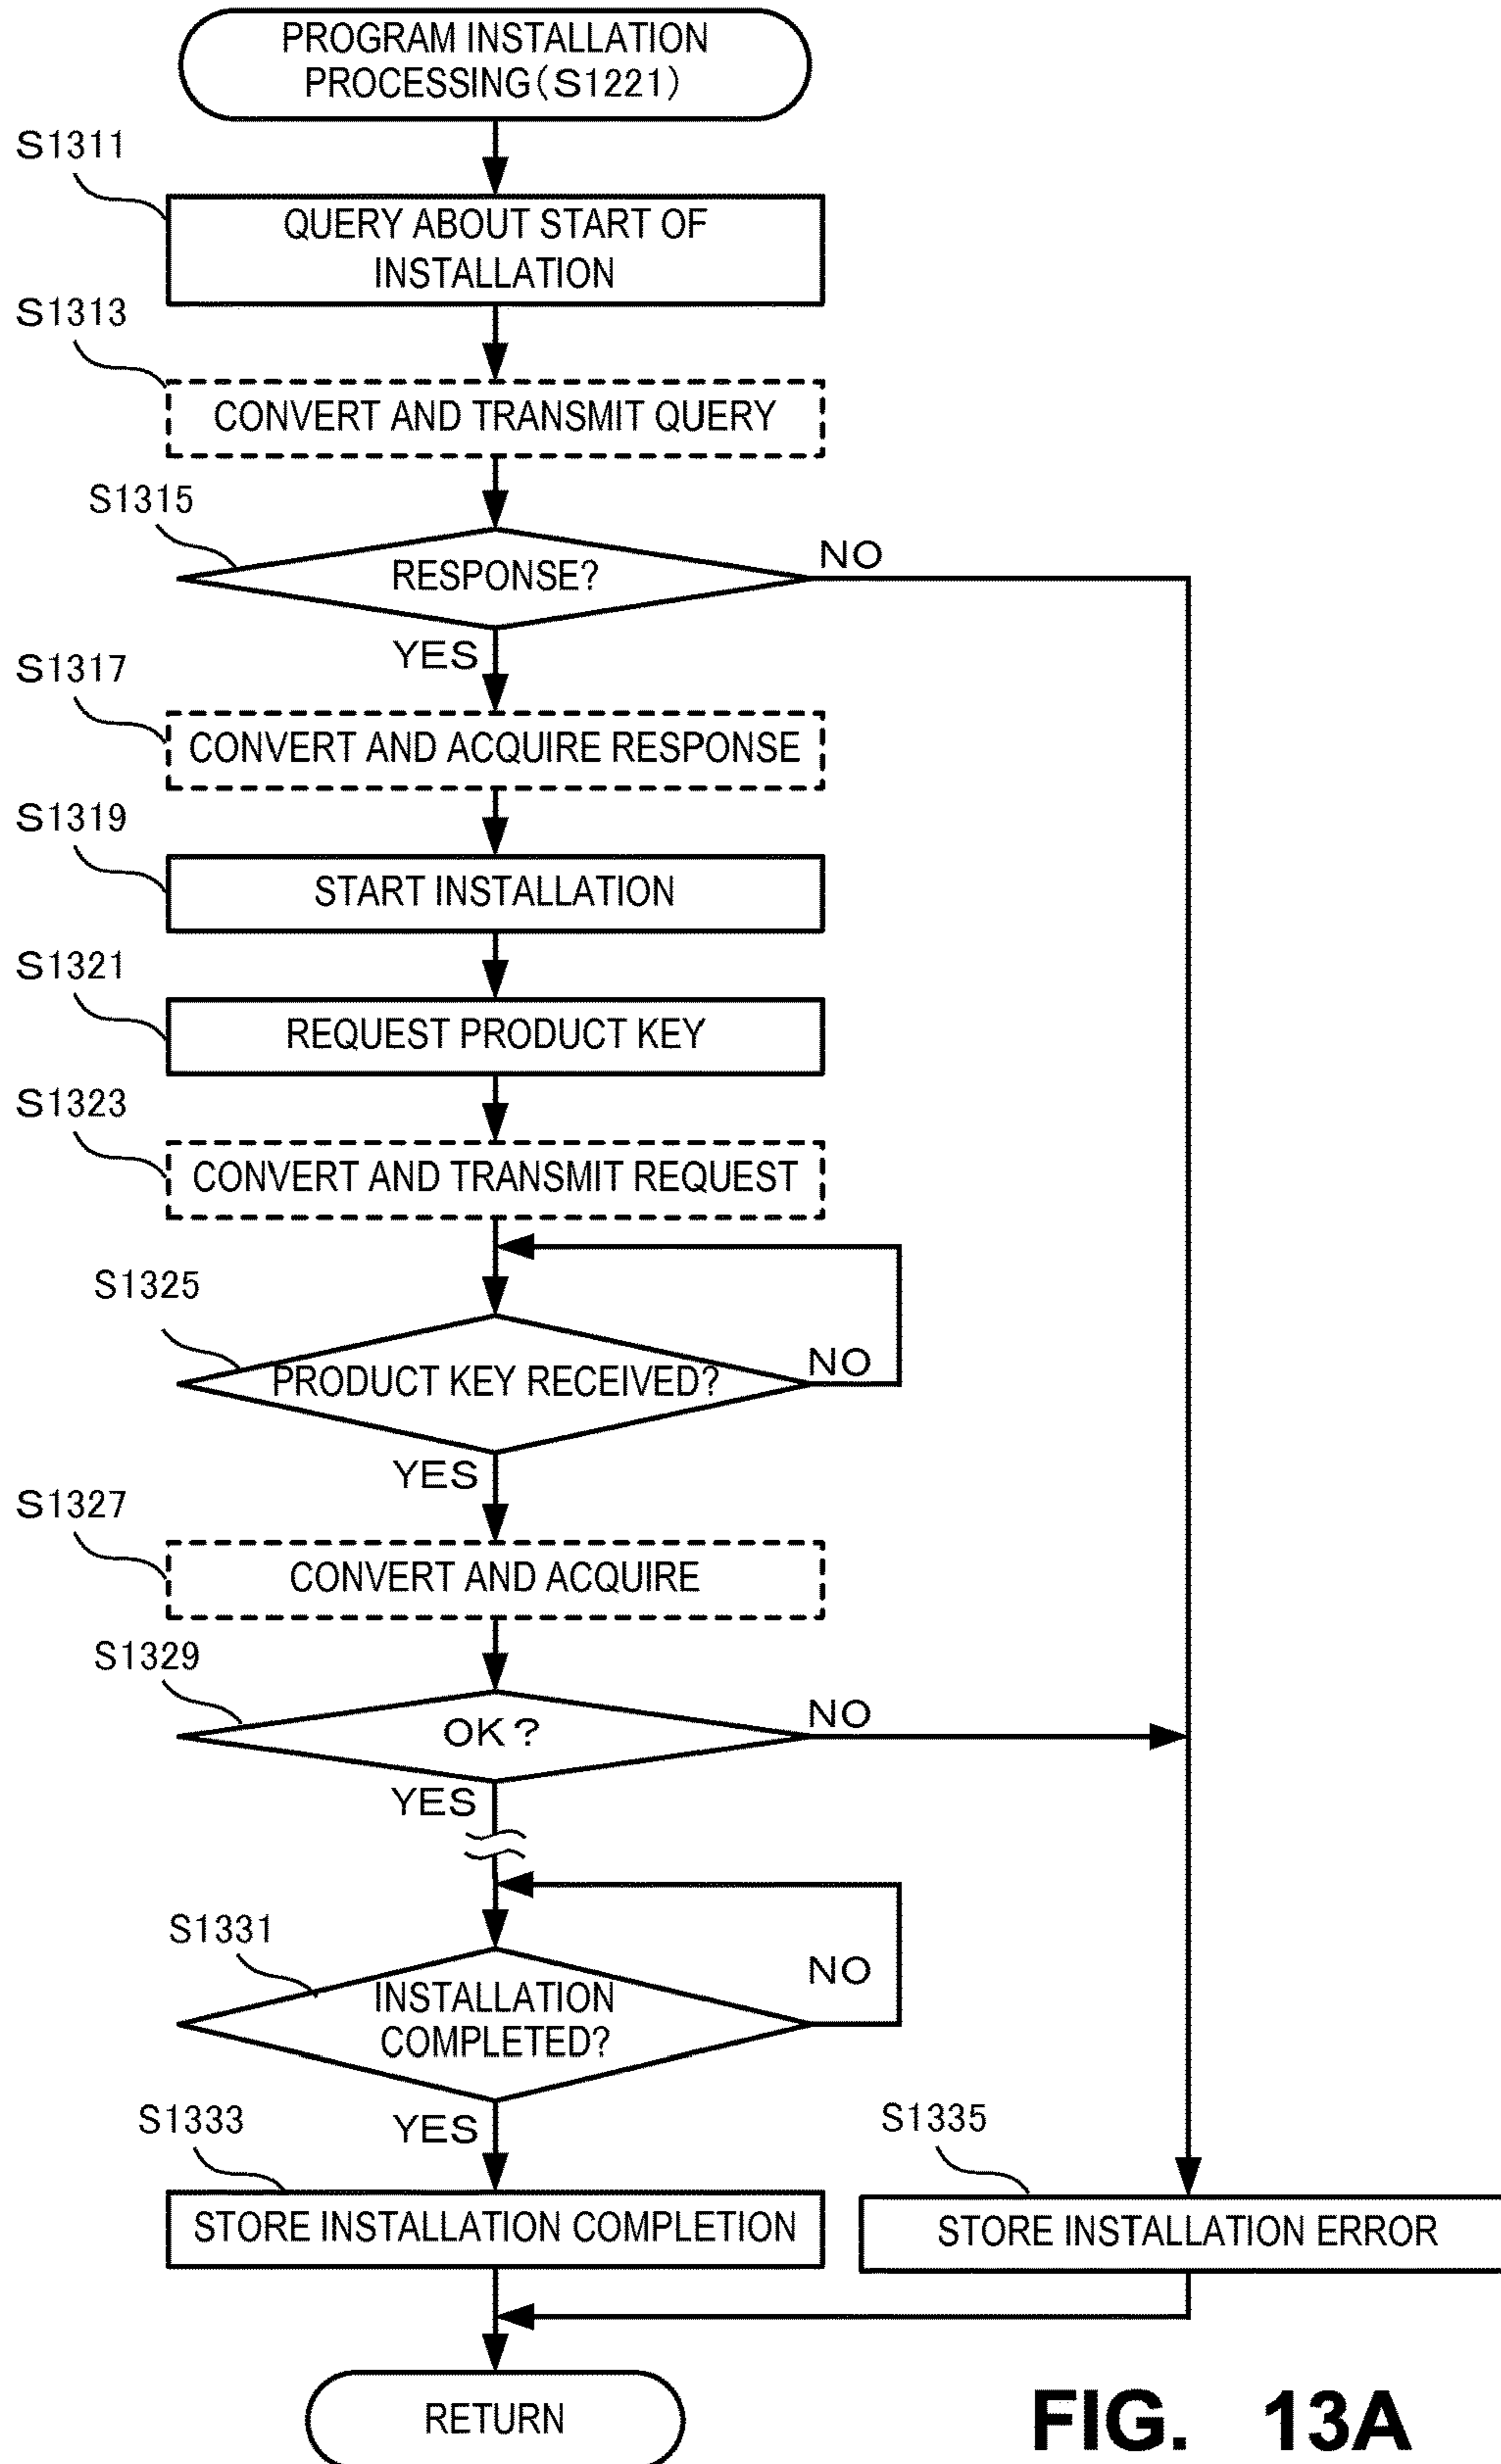 PROGRAM INSTALLATION
PROCESSING(S1221)
S1311
QUERY ABOUT START OF
INSTALLATION
S1313
CONVERT AND TRANSMIT QUERY
S1315
RESPONSE?
NO
YES
S1317
CONVERT AND ACQUIRE RESPONSE
S1319
START INSTALLATION
S1321
REQUEST PRODUCT KEY
S1323
CONVERT AND TRANSMIT REQUEST
S1325
PRODUCT KEY RECEIVED?
NO
YES
S1327
CONVERT AND ACQUIRE
S1329
OK?
NO
YES
S1331
INSTALLATION
COMPLETED?
NO
YES
S1333
STORE INSTALLATION COMPLETION
S1335
STORE INSTALLATION ERROR
RETURN
FIG. 13A